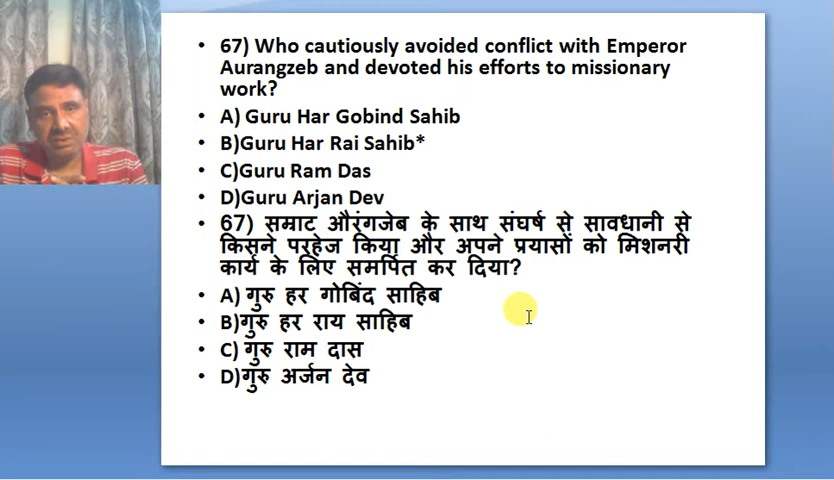 • 67) Who cautiously avoided conflict with Emperor
Aurangzeb and devoted his efforts to missionary
work?
• A) Guru Har Gobind Sahib
• B)Guru Har Rai Sahib*
• C)Guru Ram Das
• D)Guru Arjan Dev
• 67) सम्राट औरंगजेब के साथ संघर्ष से सावधानी से
किसने परहेज किया और अपने प्रयासों को मिशनरी
कार्य के लिए समर्पित कर दिया?
• A) गुरु हर गोबिंद साहिब
• B)गुरु हर राय साहिब
• C) गुरु राम दास
• D)गुरु अर्जन देव